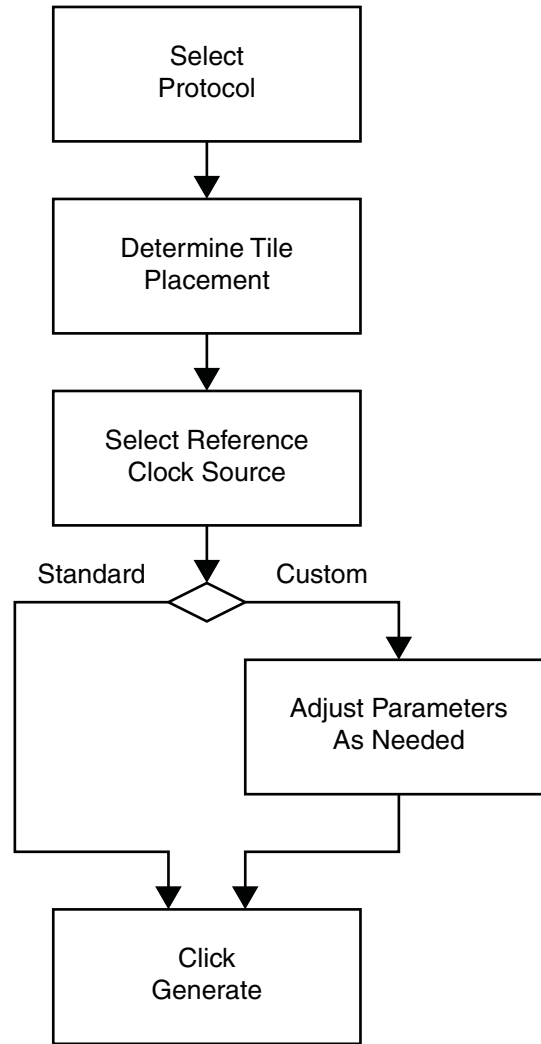 Select
Protocol
Determine Tile
Placement
Select Reference
Clock Source
Standard
Custom
Adjust Parameters
As Needed
Click
Generate